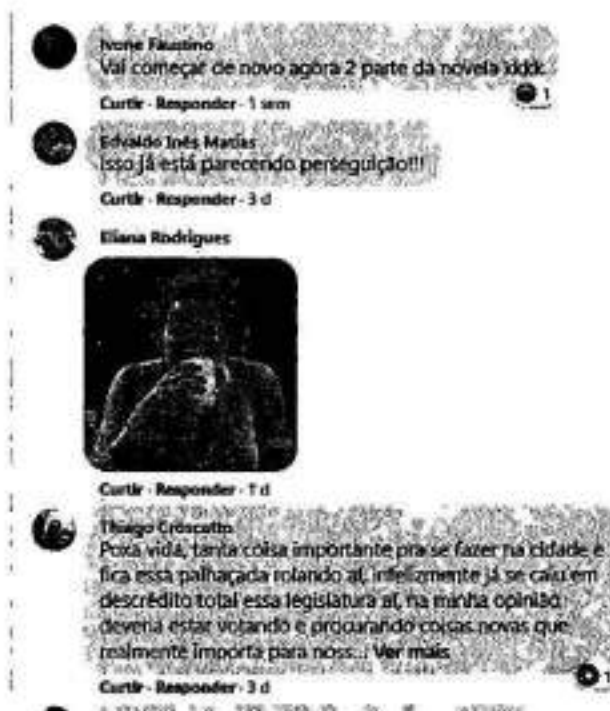 Ivone Faustino
Vai começar de novo agora 2 parte da novela kkkk
1
Curtir · Responder · 1 sem
Edvaldo Inês Matias
Isso já está parecendo perseguição!!!
Curtir · Responder · 3 d
Eliana Rodrigues
Curtir · Responder · 1 d
Thiago Croscatto
Poxa vida, tanta coisa importante pra se fazer na cidade e
fica essa palhaçada rolando aí, infelizmente já se caiu em
descrédito total essa legislatura aí, na minha opinião
deveria estar votando e procurando coisas novas que
realmente importa para noss... Ver mais
1
Curtir · Responder · 3 d